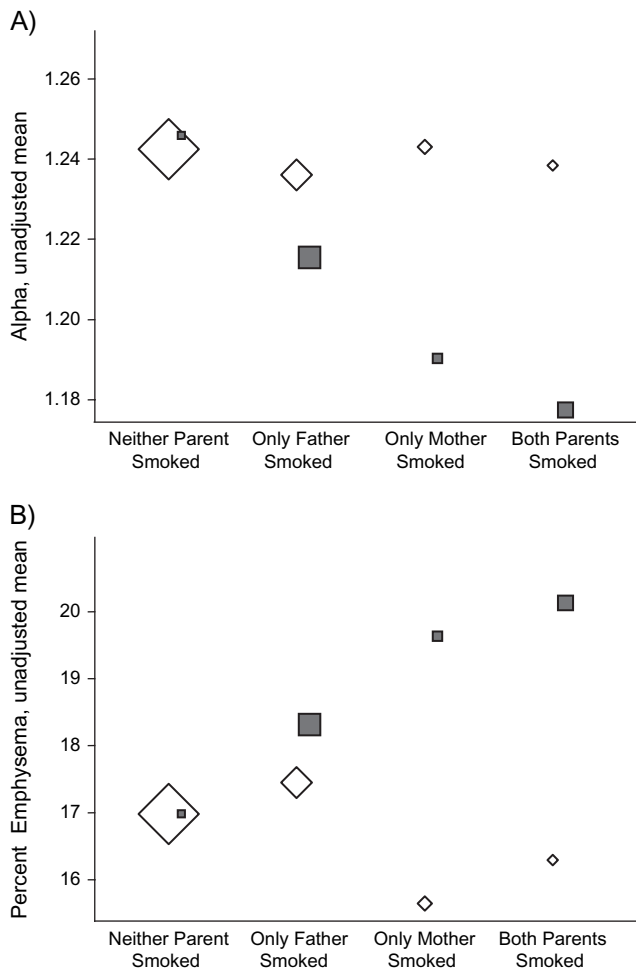 A)
Alpha, unadjusted mean
1.26
1.24
1.22
1.20
1.18
Neither Parent Only Father Only Mother Both Parents
Smoked Smoked Smoked Smoked
B)
Percent Emphysema, unadjusted mean
20
19
18
17
16
Neither Parent Only Father Only Mother Both Parents
Smoked Smoked Smoked Smoked